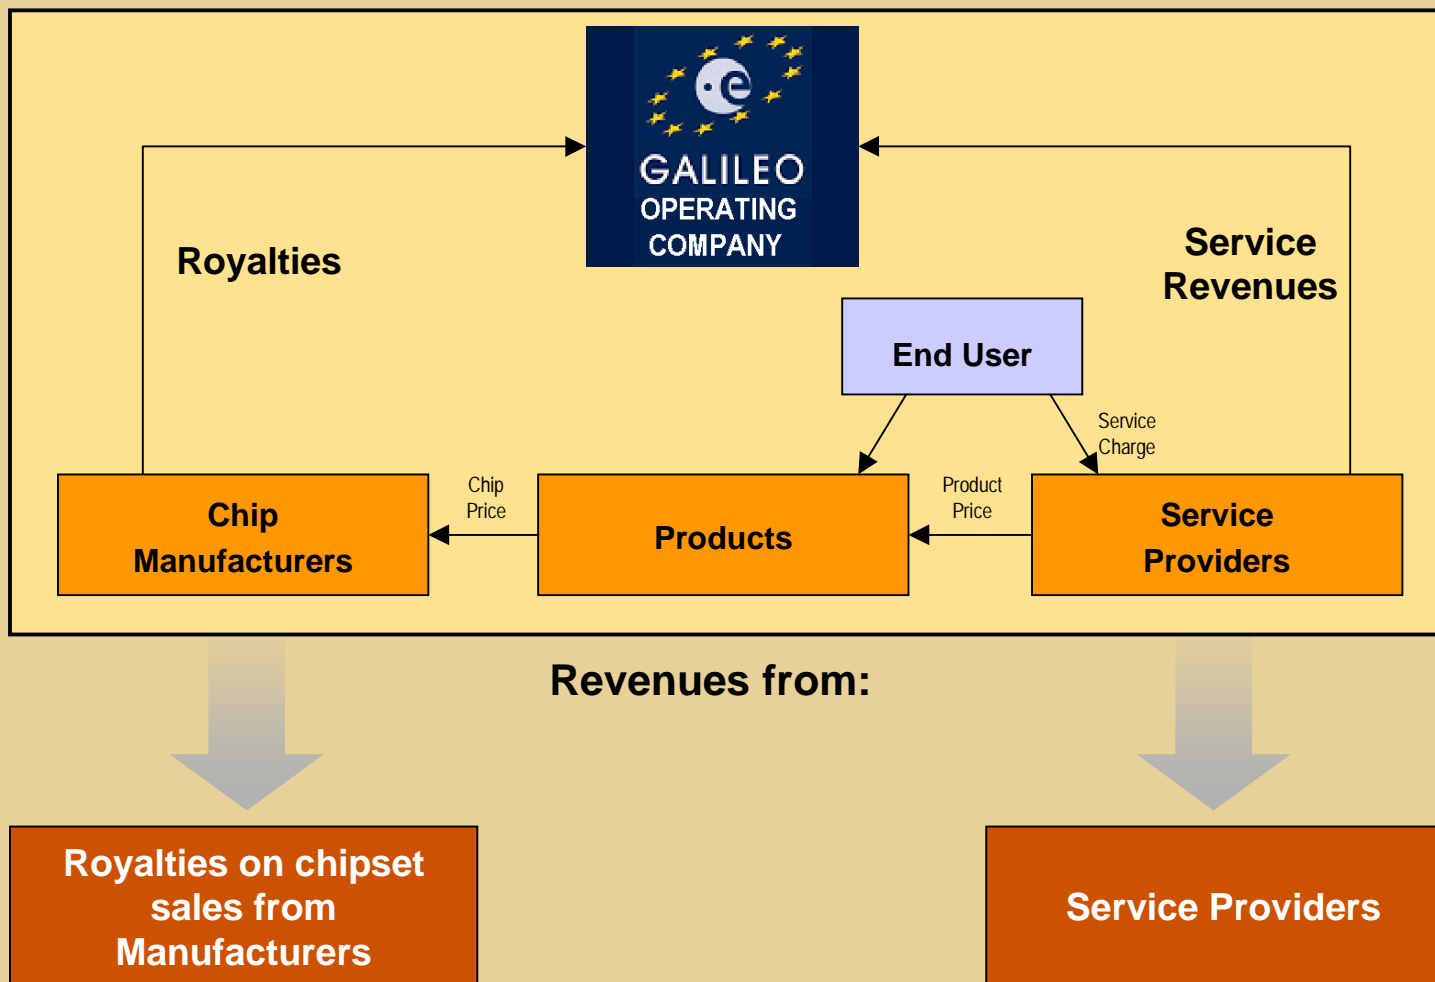 GALILEO
OPERATING
COMPANY
Royalties
Service
Revenues
End User
Service
Charge
Chip
Price
Product
Price
Chip
Manufacturers
Products
Service
Providers
Revenues from:
Royalties on chipset
sales from
Manufacturers
Service Providers